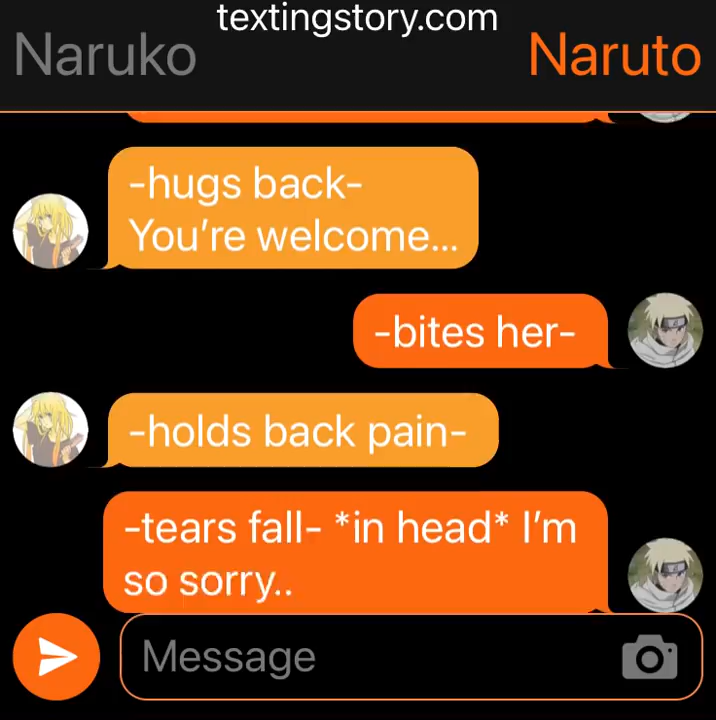 textingstory.com
Naruko
Naruto
-hugs back-
You’re welcome...
-bites her-
-holds back pain-
-tears fall- *in head* I’m
so sorry..
Message